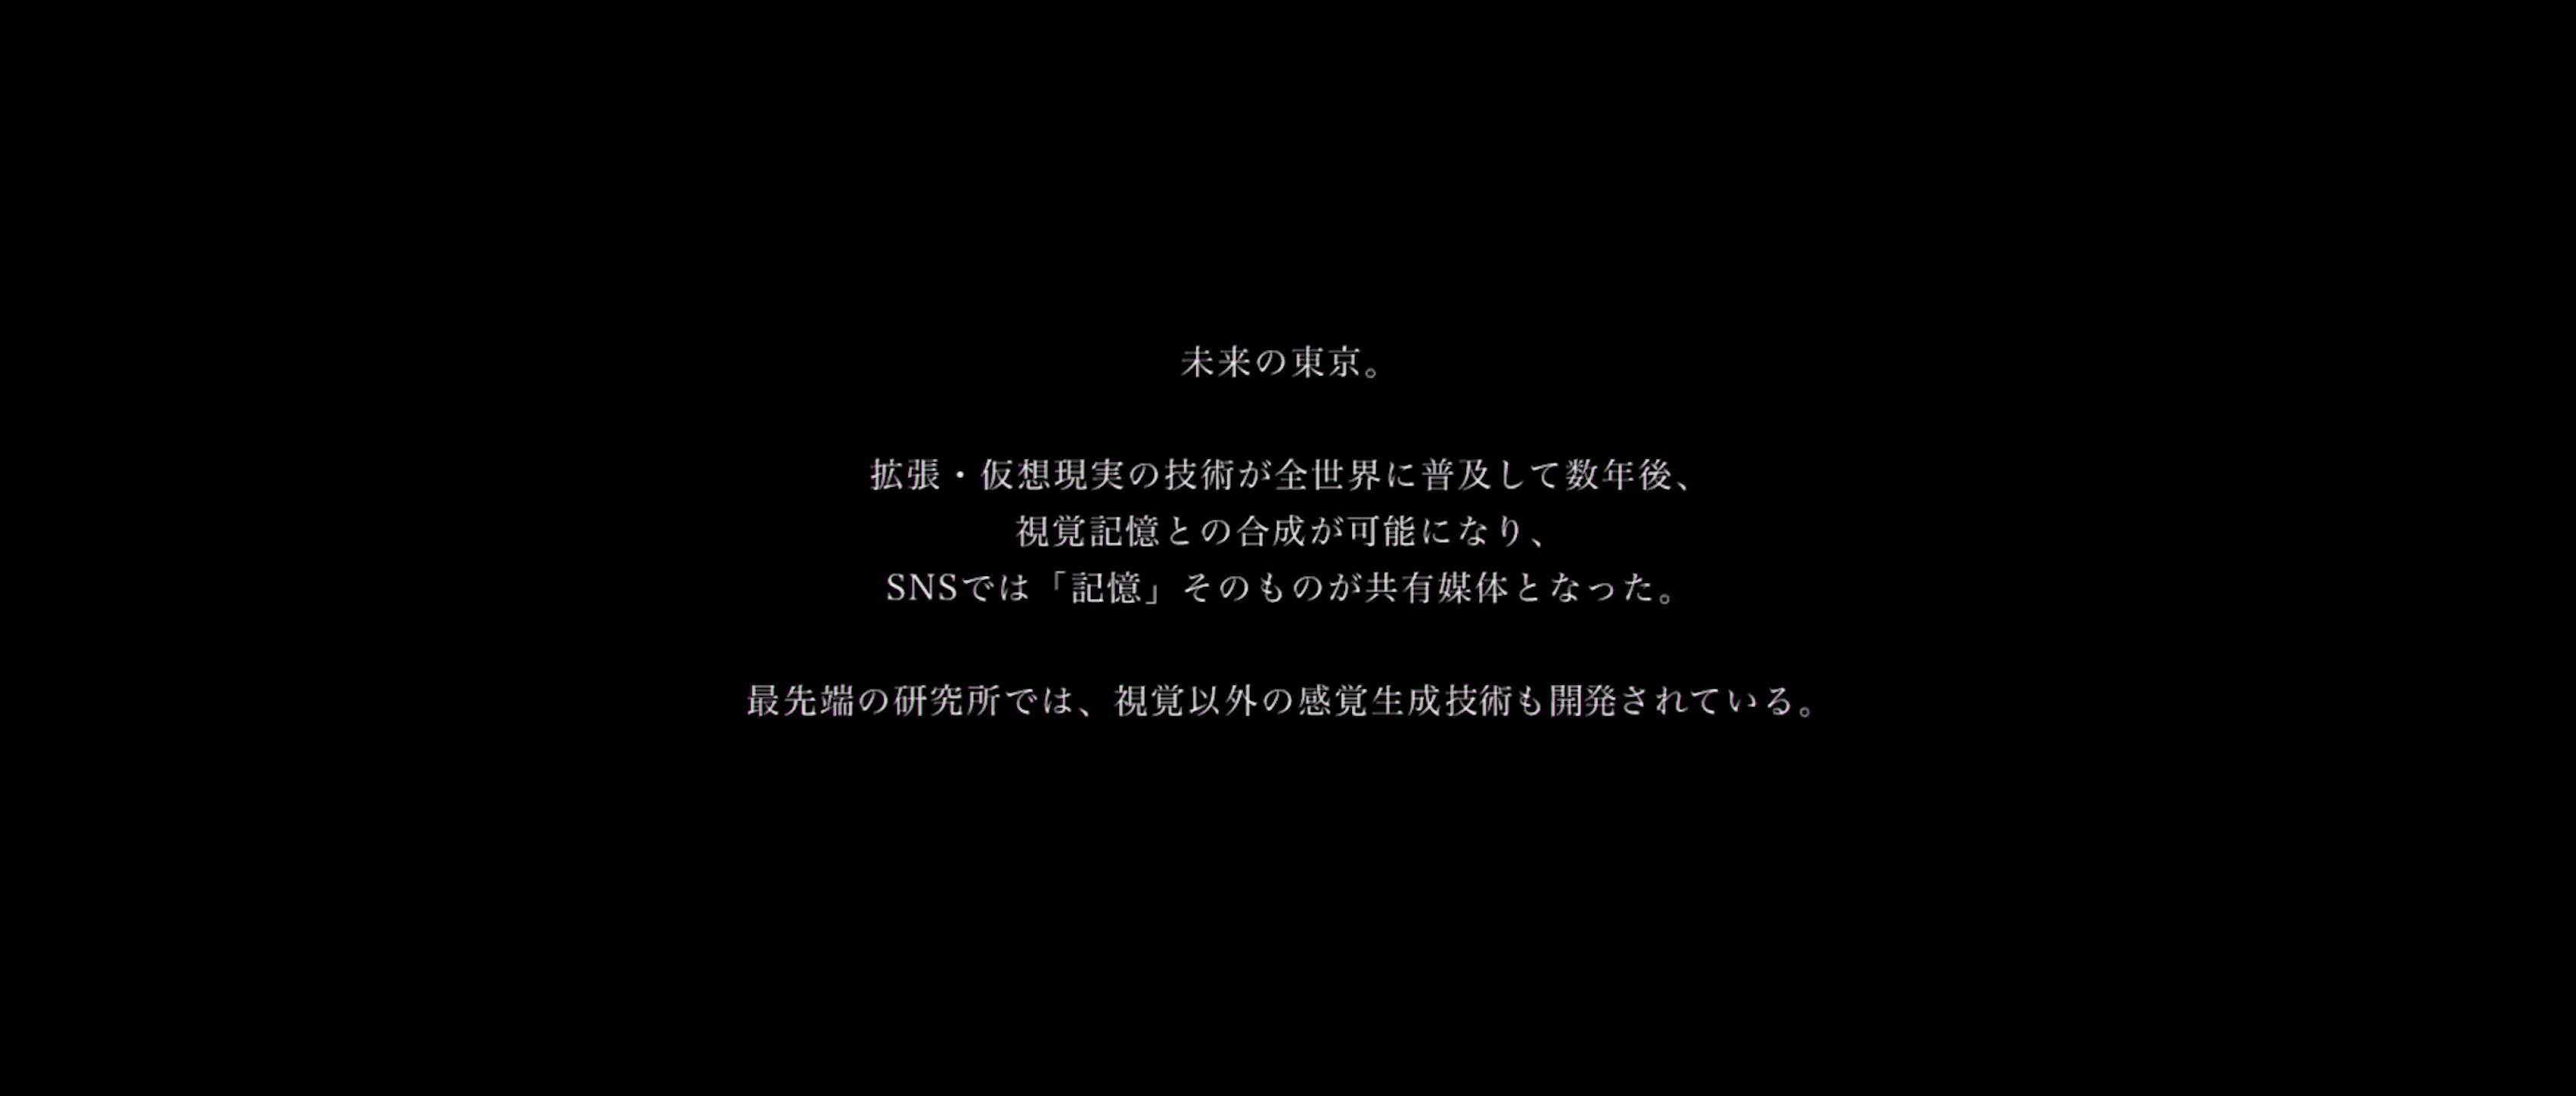 未来の東京。
拡張・仮想現実の技術が全世界に普及して数年後、
視覚記憶との合成が可能になり、
SNSでは「記憶」そのものが共有媒体となった。
最先端の研究所では、視覚以外の感覚生成技術も開発されている。